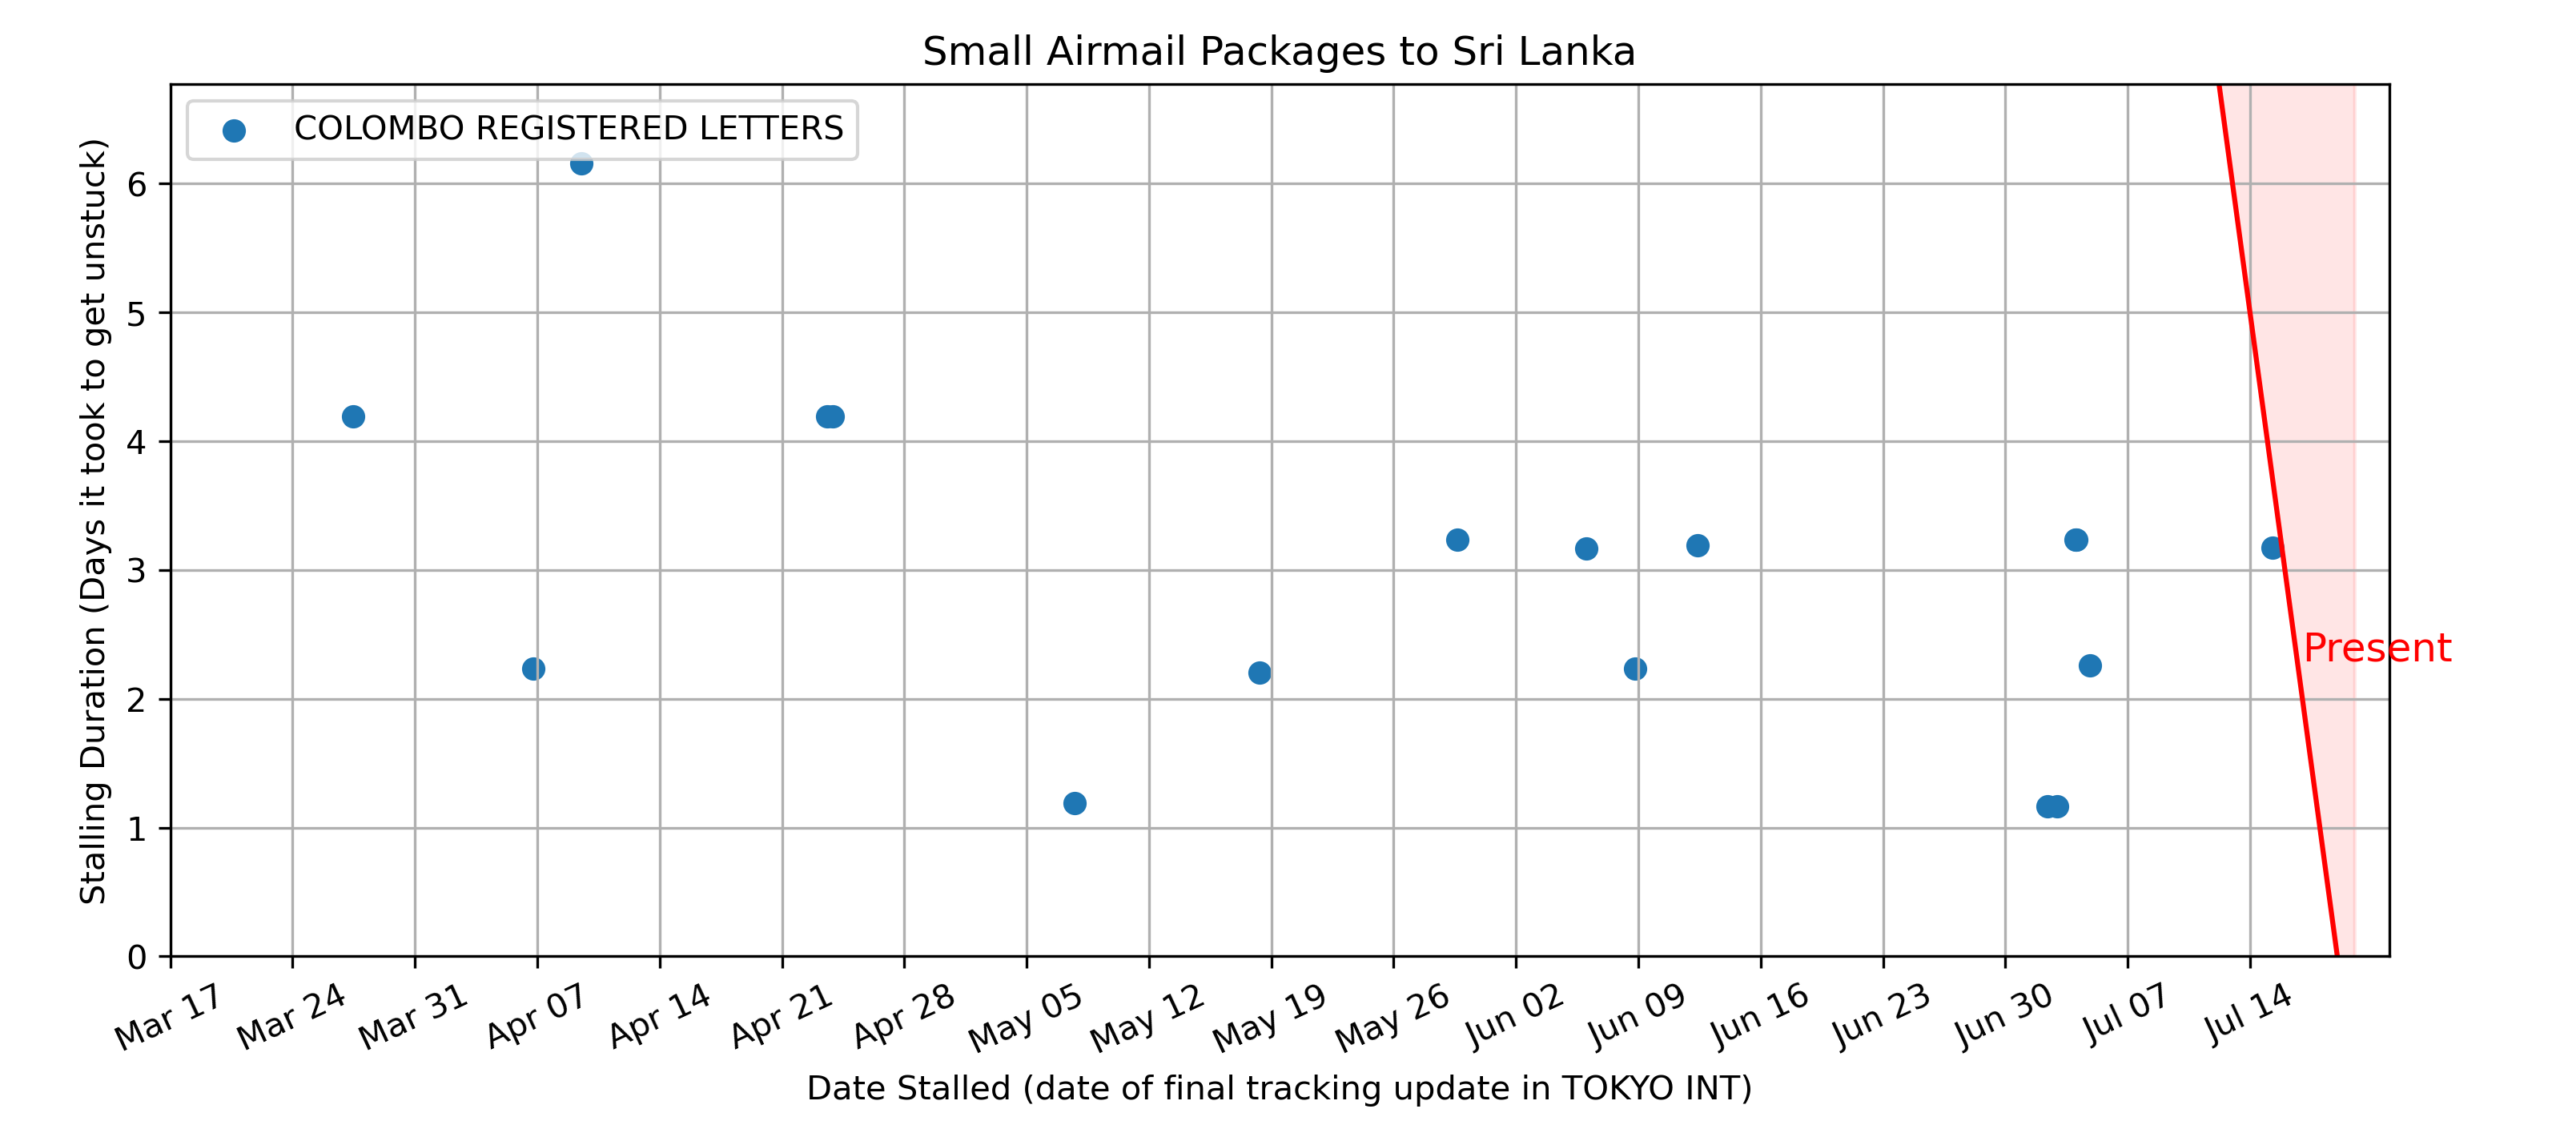 Small Airmail Packages to Sri Lanka
COLOMBO REGISTERED LETTERS
Stalling Duration (Days it took to get unstuck)
6
5
4
3
2
1
0
Present
Mar 17
Mar 24
Mar 31
Apr 07
Apr 14
Apr 21
Apr 28
May 05
May 12
May 19
May 26
Jun 02
Jun 09
Jun 16
Jun 23
Jun 30
Jul 07
Jul 14
Date Stalled (date of final tracking update in TOKYO INT)